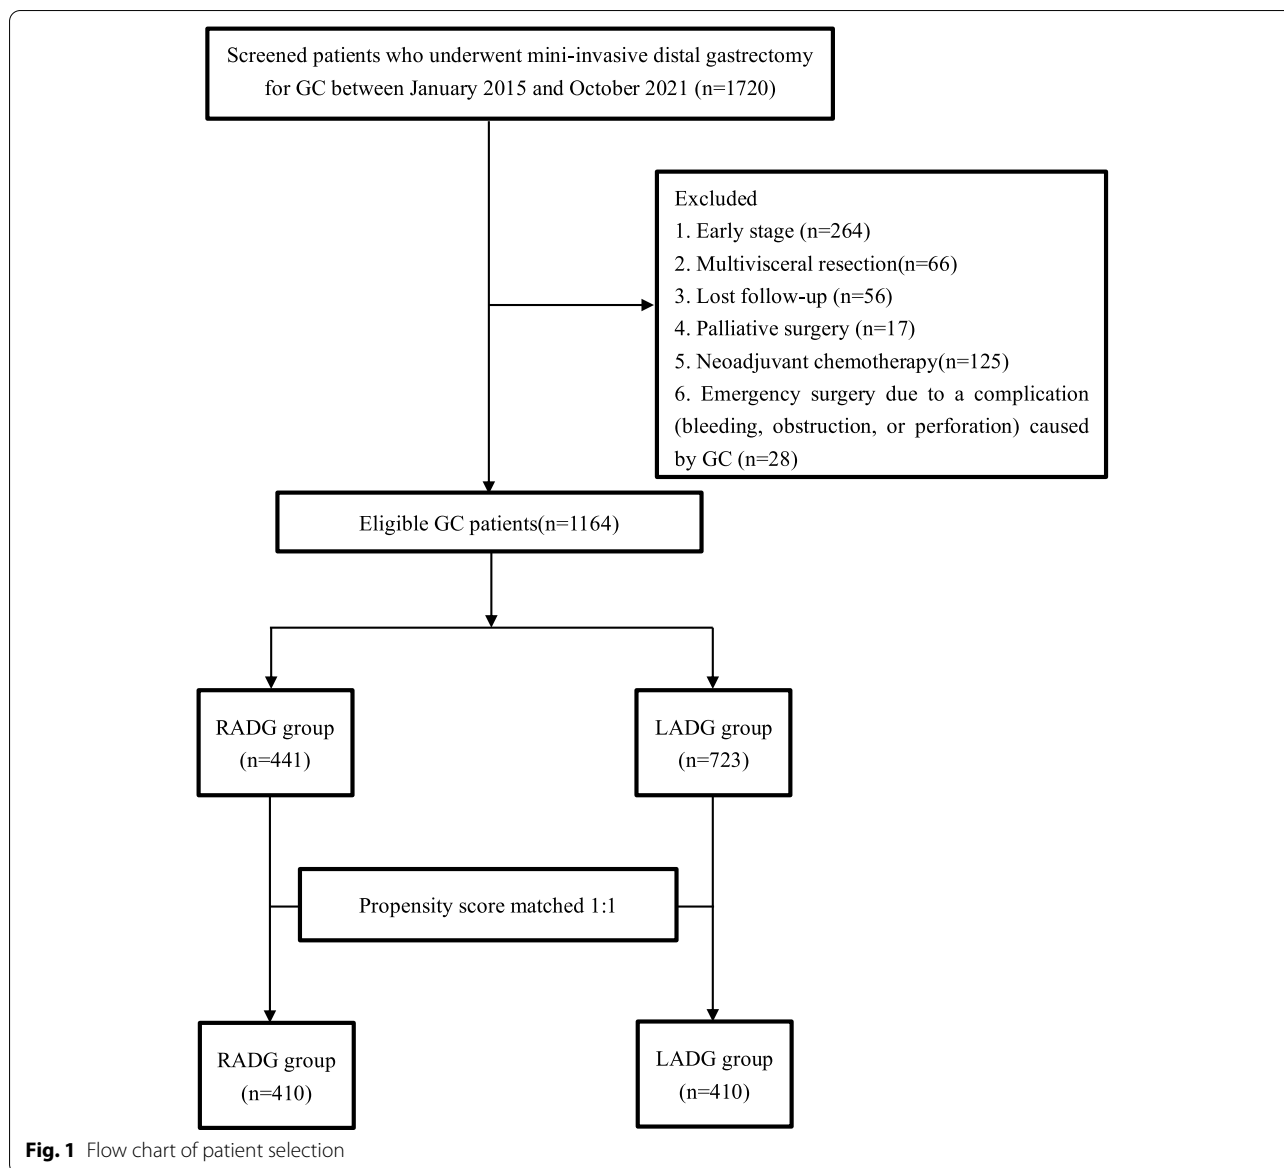 Screened patients who underwent mini-invasive distal gastrectomy
for GC between January 2015 and October 2021 (n=1720)
Excluded
1. Early stage (n=264)
2. Multivisceral resection(n=66)
3. Lost follow-up (n=56)
4. Palliative surgery (n=17)
5. Neoadjuvant chemotherapy(n=125)
6. Emergency surgery due to a complication
(bleeding, obstruction, or perforation) caused
by GC (n=28)
Eligible GC patients(n=1164)
RADG group
(n=441)
LADG group
(n=723)
Propensity score matched 1:1
RADG group
(n=410)
LADG group
(n=410)
Fig. 1 Flow chart of patient selection